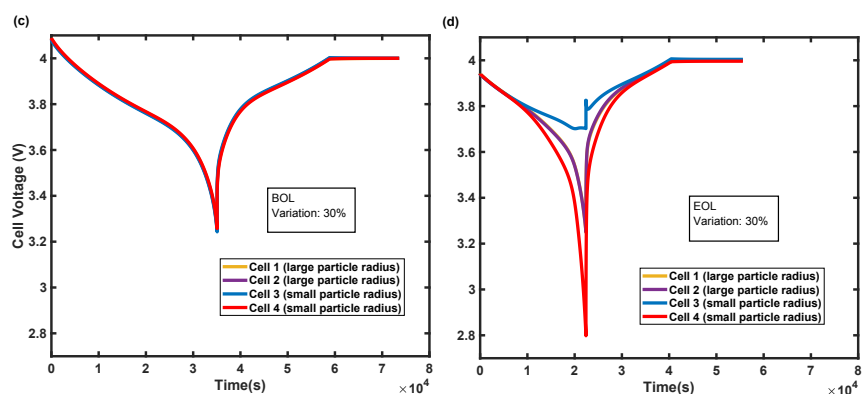 (c)
Cell Voltage (V)
4
3.8
3.6
3.4
3.2
3
2.8
BOL
Variation: 30%
Cell 1 (large particle radius)
Cell 2 (large particle radius)
Cell 3 (small particle radius)
Cell 4 (small particle radius)
0 1 2 3 4 5 6 7 8
Time(s)
×10⁴
(d)
4
3.8
3.6
3.4
3.2
3
2.8
EOL
Variation: 30%
Cell 1 (large particle radius)
Cell 2 (large particle radius)
Cell 3 (small particle radius)
Cell 4 (small particle radius)
0 1 2 3 4 5 6 7 8
Time(s)
×10⁴